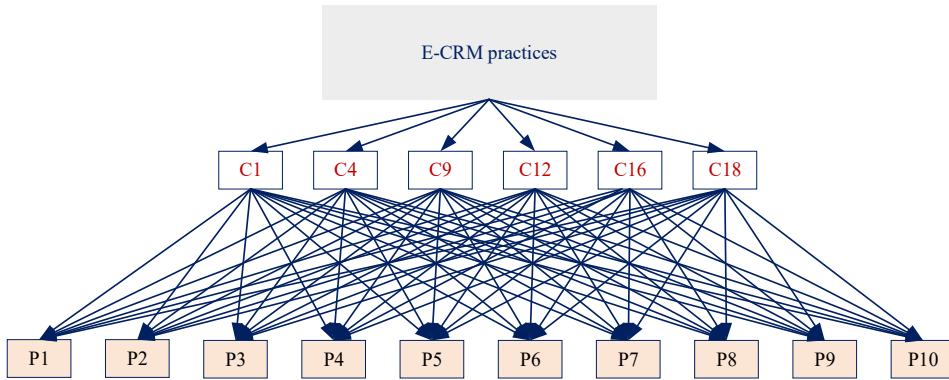 E-CRM practices
C1 C4 C9 C12 C16 C18
P1 P2 P3 P4 P5 P6 P7 P8 P9 P10